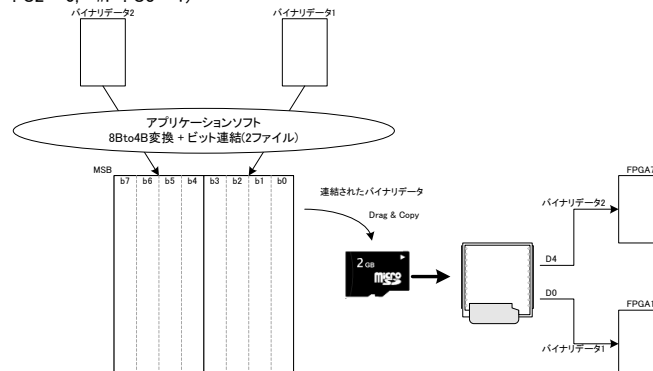 バイナリデータ2
バイナリデータ1
アプリケーションソフト
8Bto4B変換 + ビット連結(2ファイル)
MSB
b7 b6 b5 b4 b3 b2 b1 b0
連結されたバイナリデータ
Drag & Copy
2 GB
micro SD
FPGA7
バイナリデータ2
D4
D0
FPGA1
バイナリデータ1